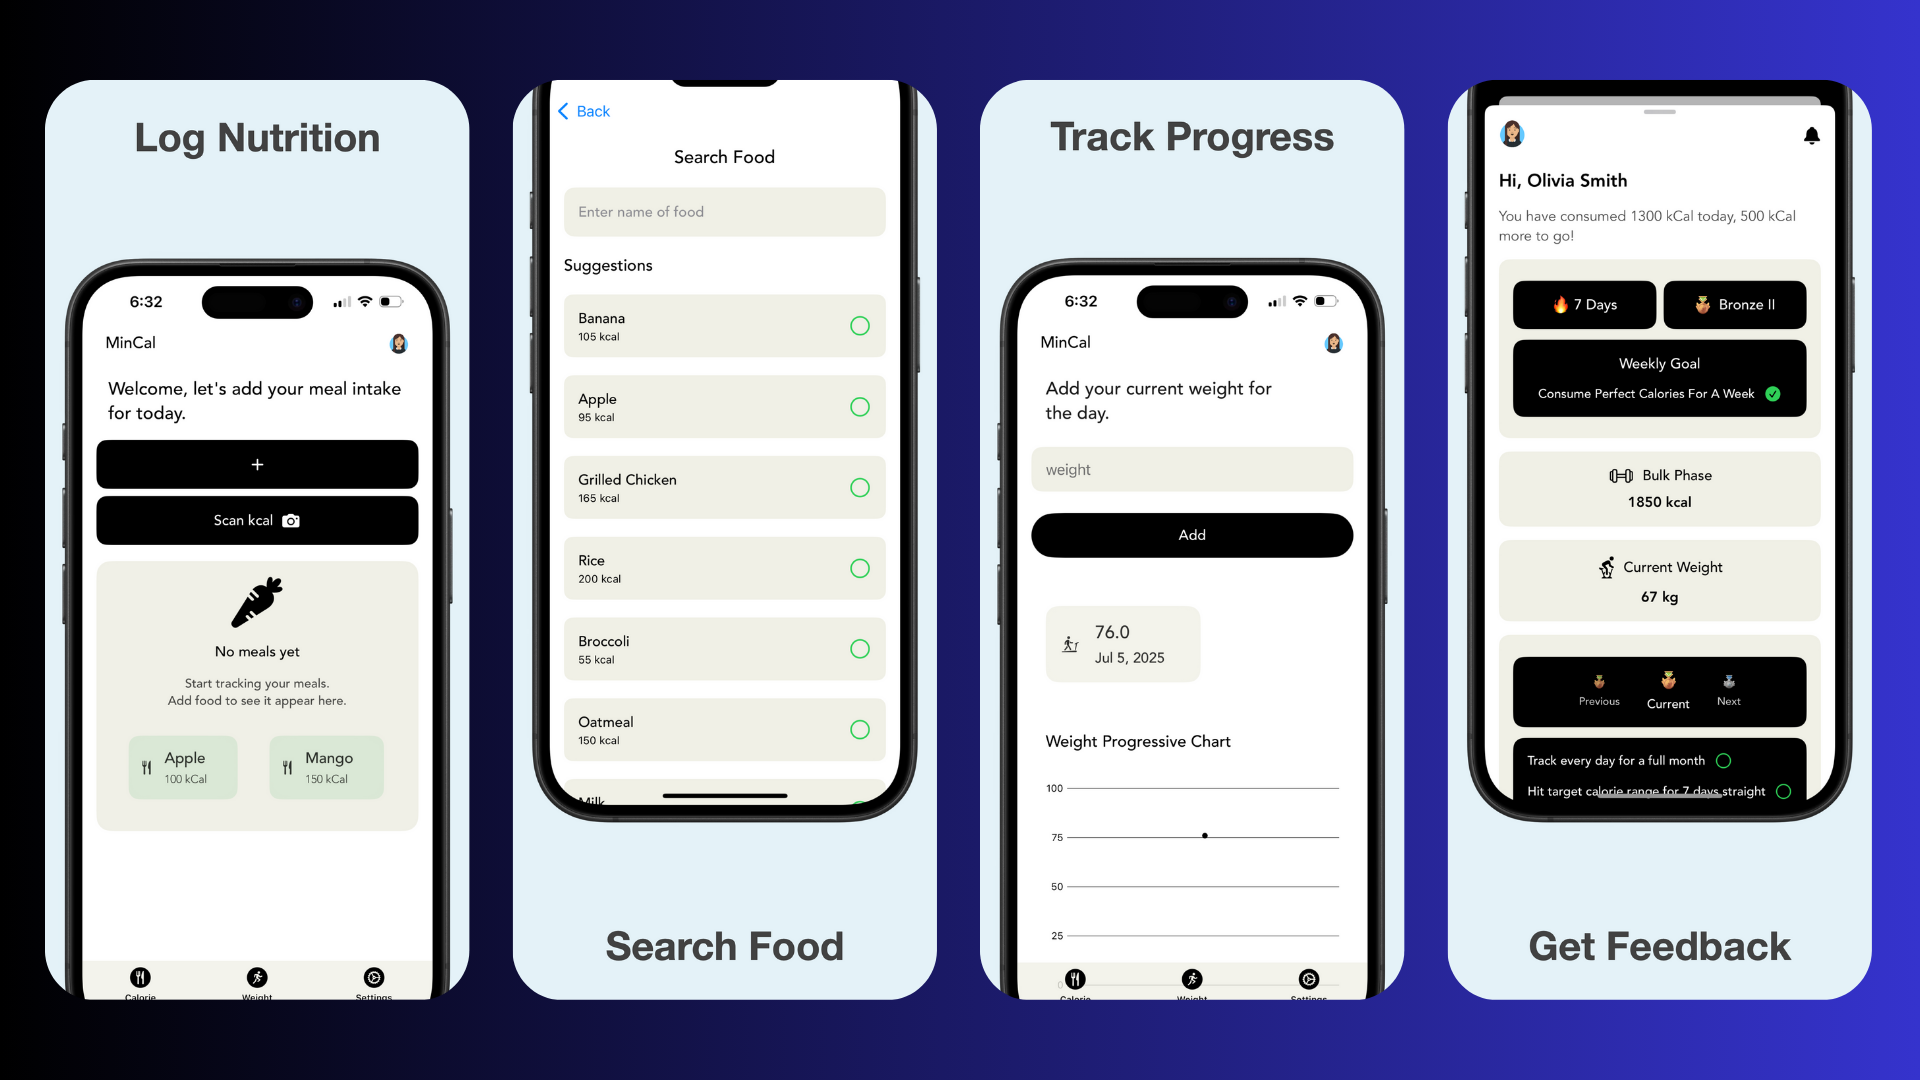 Log Nutrition
6:32
MinCal
Welcome, let's add your meal intake
for today.
+
Scan kcal
No meals yet
Start tracking your meals.
Add food to see it appear here.
Apple
100 kCal
Mango
150 kCal
Calorie
Weight
Settings
Back
Search Food
Enter name of food
Suggestions
Banana
105 kcal
Apple
95 kcal
Grilled Chicken
165 kcal
Rice
200 kcal
Broccoli
55 kcal
Oatmeal
150 kcal
Milk
Search Food
Track Progress
6:32
MinCal
Add your current weight for
the day.
weight
Add
76.0
Jul 5, 2025
Weight Progressive Chart
100
75
50
25
0
Calorie
Weight
Settings
Hi, Olivia Smith
You have consumed 1300 kCal today, 500 kCal
more to go!
7 Days
Bronze II
Weekly Goal
Consume Perfect Calories For A Week
Bulk Phase
1850 kcal
Current Weight
67 kg
Previous
Current
Next
Track every day for a full month
Hit target calorie range for 7 days straight
Get Feedback